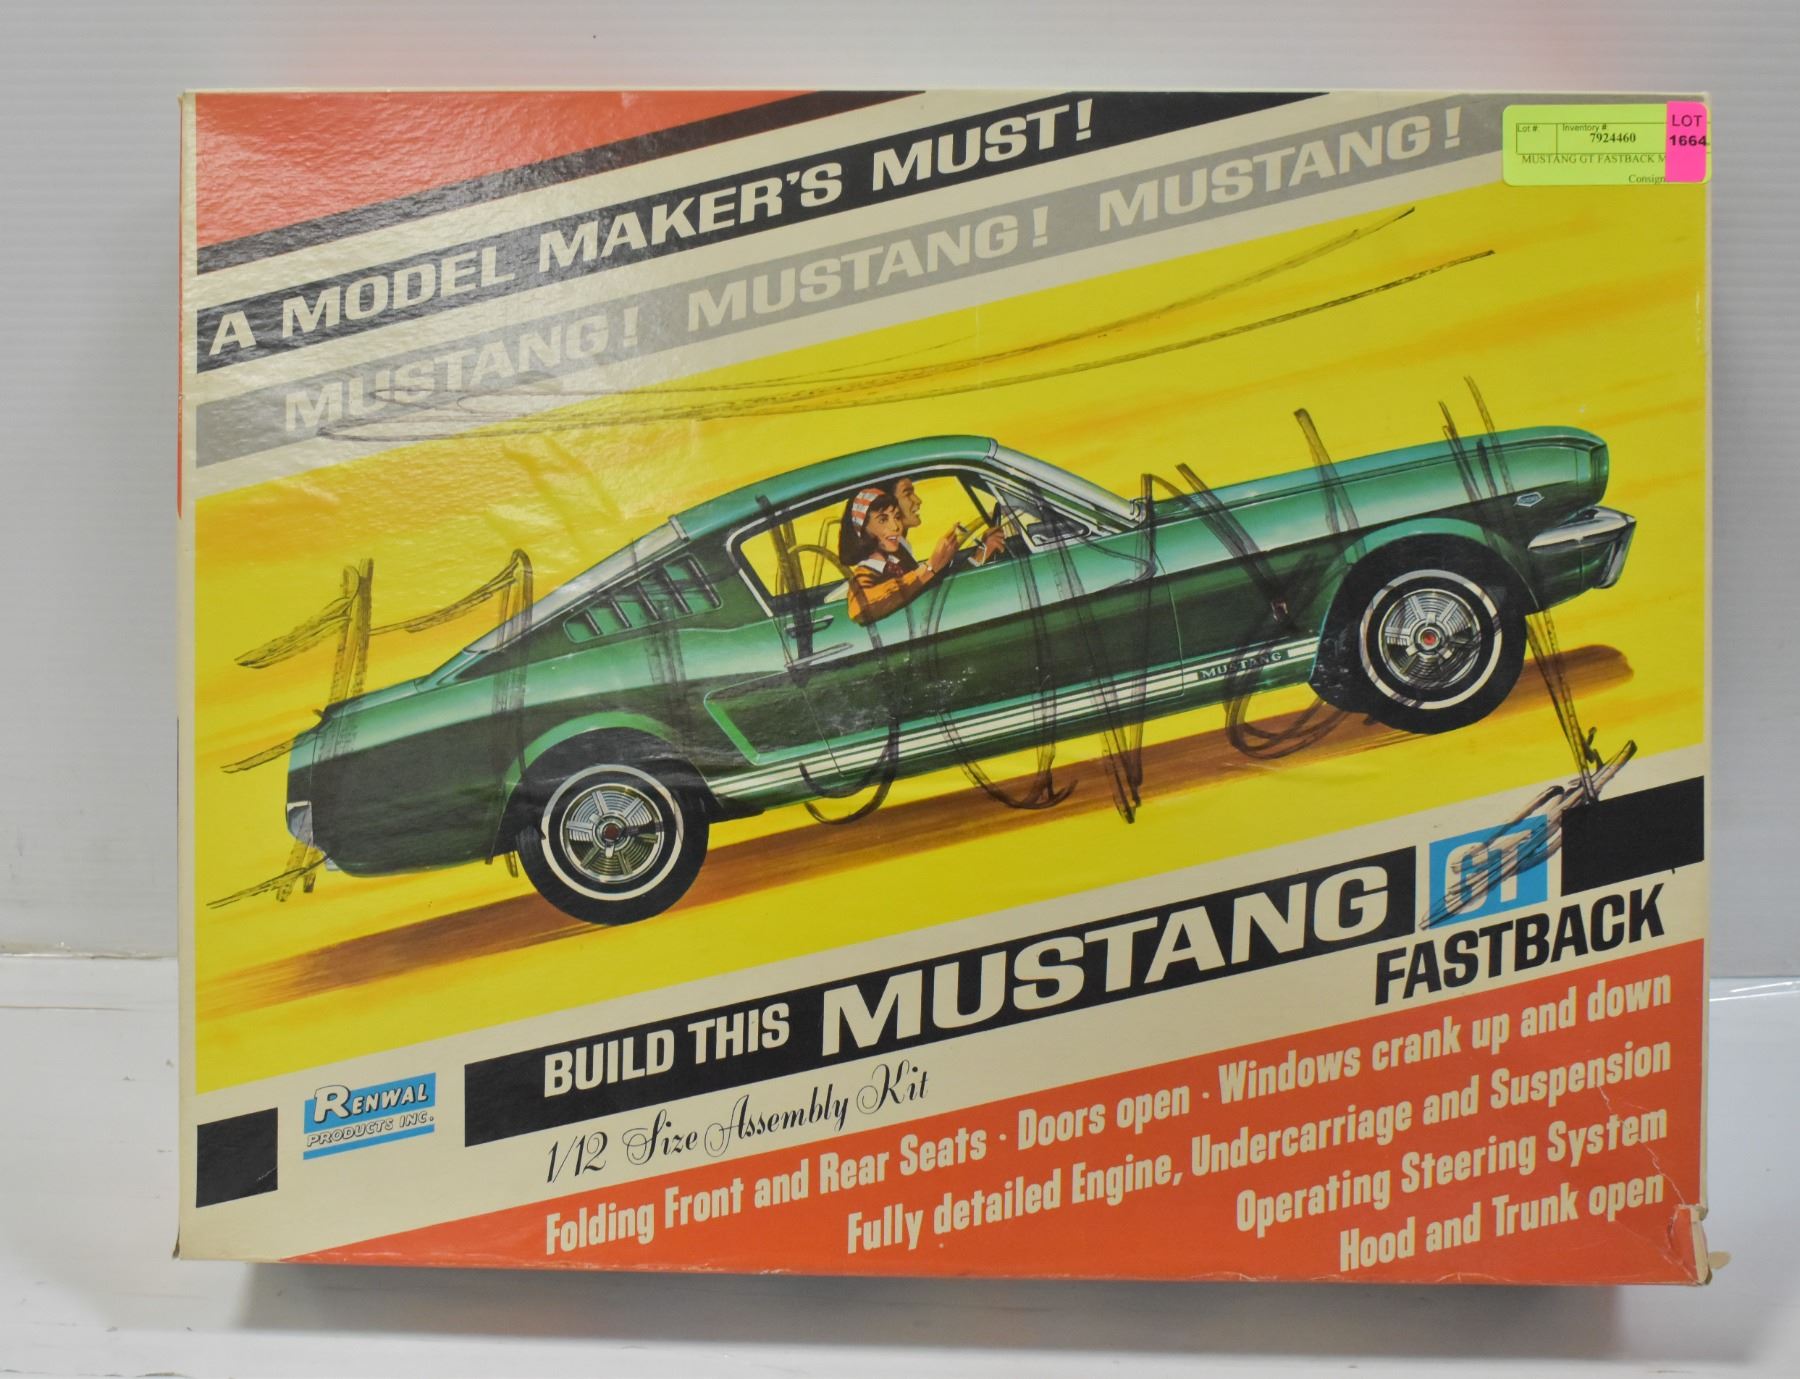 A MODEL MAKER'S MUST!
MUSTANG! MUSTANG! MUSTANG!
Lot # Inventory #
7924460
MUSTANG GT FASTBACK
Consign
LOT
1664
MUSTANG
BUILD THIS MUSTANG GT
FASTBACK
RENWAL
PRODUCTS INC.
1/12 Size Assembly Kit
Folding Front and Rear Seats · Doors open · Windows crank up and down
Fully detailed Engine, Undercarriage and Suspension
Operating Steering System
Hood and Trunk open